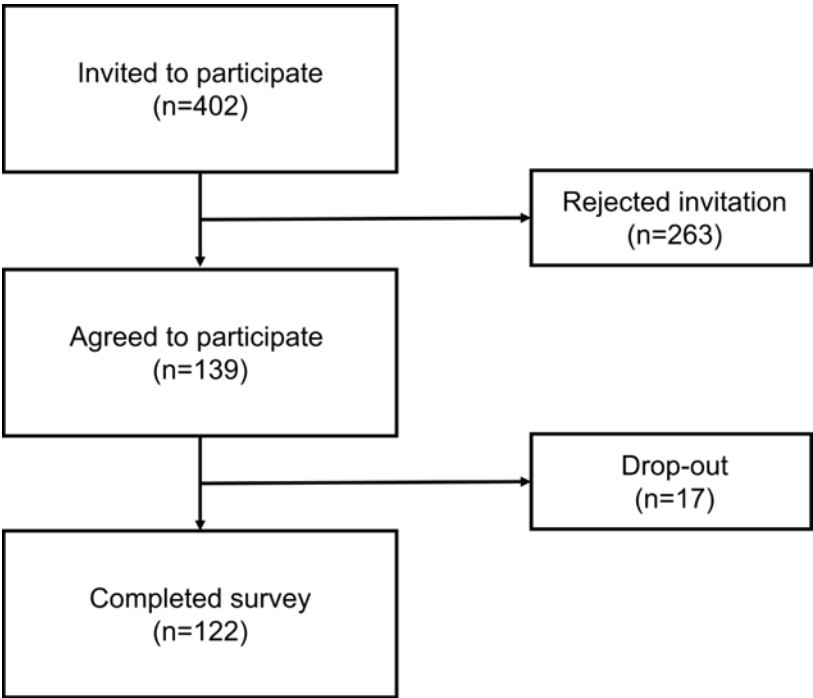 Invited to participate
(n=402)
Rejected invitation
(n=263)
Agreed to participate
(n=139)
Drop-out
(n=17)
Completed survey
(n=122)